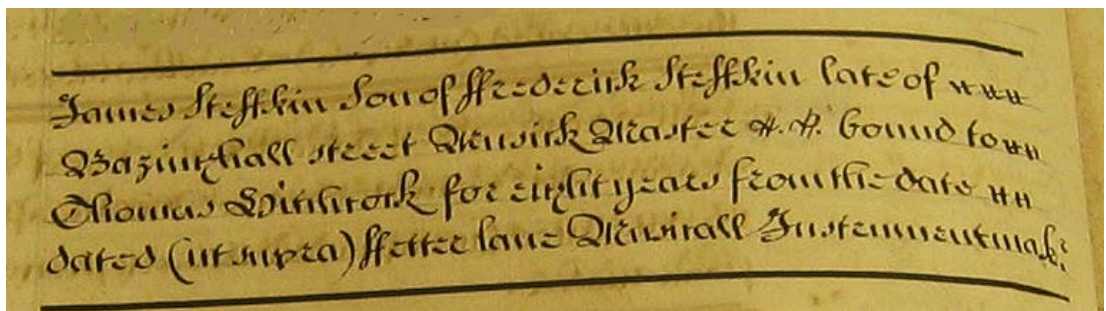 James Steffkin Son of ffrederick Steffkin late of
Bazinghall street Musick Master bound to
Thomas for eight years from the date
dated (ut supra) ffetter lane Musicall Instrumentmaker